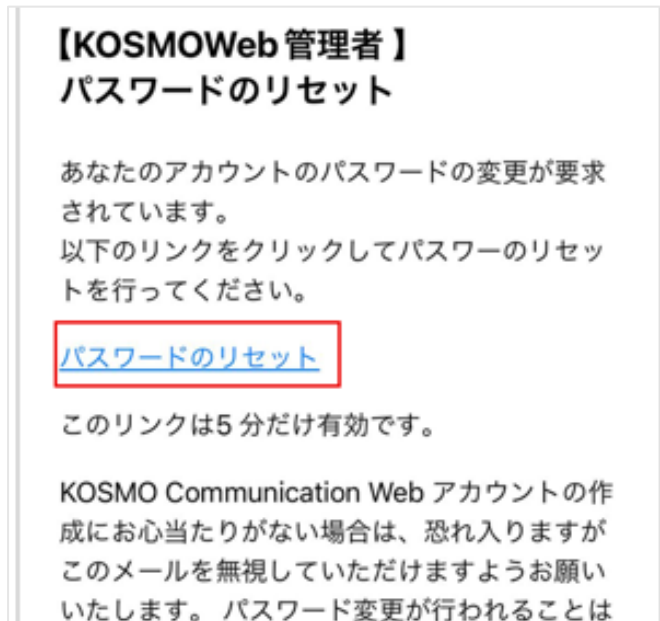 【KOSMOWeb 管理者 】
パスワードのリセット
あなたのアカウントのパスワードの変更が要求
されています。
以下のリンクをクリックしてパスワーのリセッ
トを行ってください。
パスワードのリセット
このリンクは5 分だけ有効です。
KOSMO Communication Web アカウントの作
成にお心当たりがない場合は、恐れ入りますが
このメールを無視していただけますようお願い
いたします。 パスワード変更が行われることは